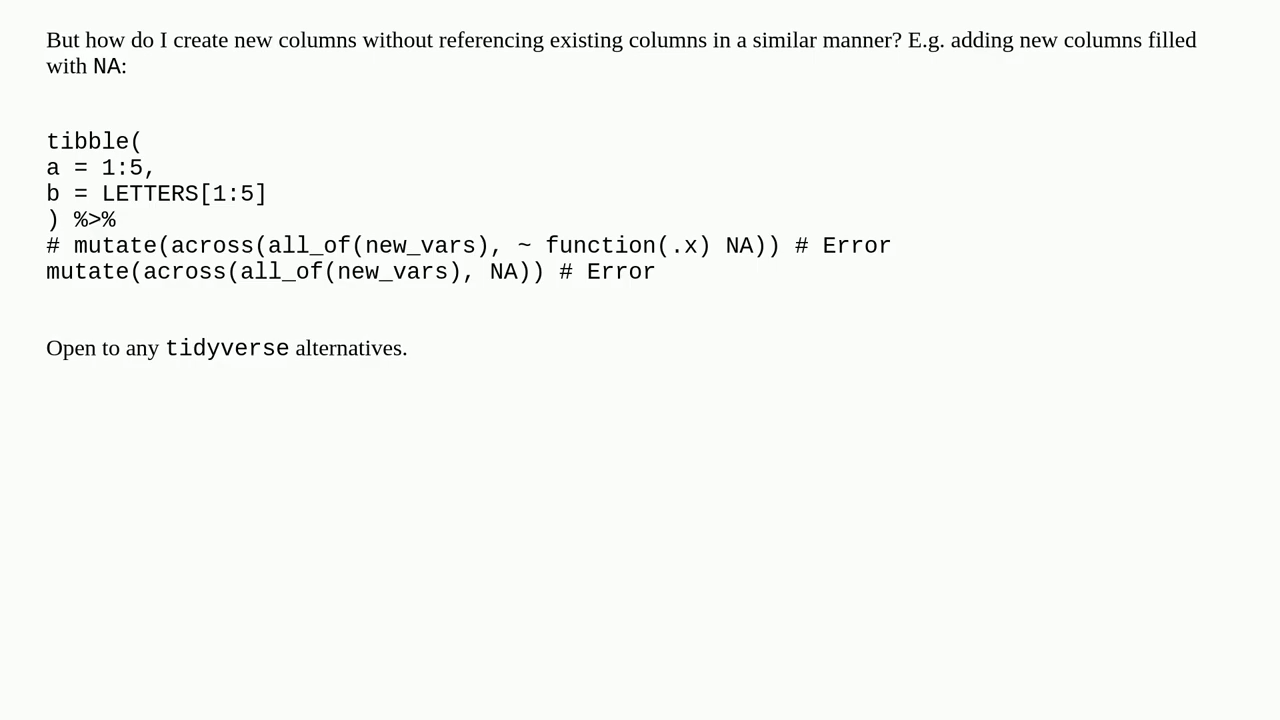 But how do I create new columns without referencing existing columns in a similar manner? E.g. adding new columns filled
with NA:
tibble(
a = 1:5,
b = LETTERS[1:5]
) %>%
# mutate(across(all_of(new_vars), ~ function(.x) NA)) # Error
mutate(across(all_of(new_vars), NA)) # Error
Open to any tidyverse alternatives.